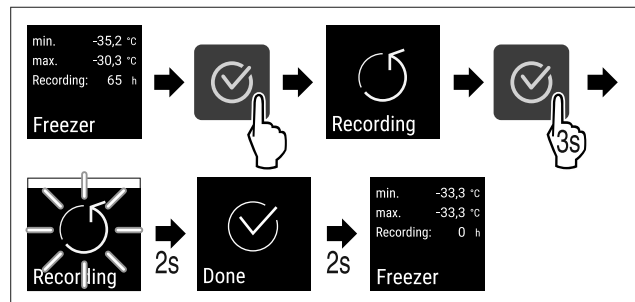 min. -35,2 °C
max. -30,3 °C
Recording: 65 h
Freezer
Recording
3s
Recording
2s
Done
2s
min. -33,3 °C
max. -33,3 °C
Recording: 0 h
Freezer